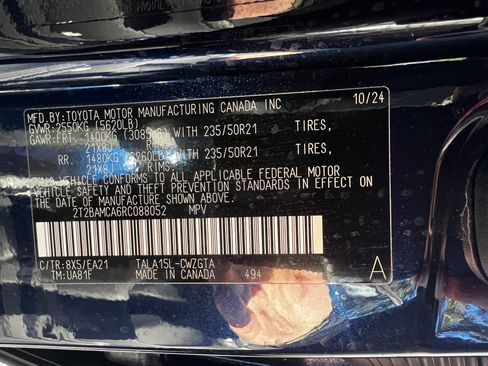 MFD.BY:TOYOTA MOTOR MANUFACTURING CANADA INC 10/24
GVWR:2550KG (5620LB)
GAWR:FRT. 1400KG (3085LB) WITH 235/50R21 TIRES,
21X8J
RR. 1480KG (3260LB) WITH 235/50R21 TIRES,
21X8J RIMS,
THIS VEHICLE CONFORMS TO ALL APPLICABLE FEDERAL MOTOR
VEHICLE SAFETY AND THEFT PREVENTION STANDARDS IN EFFECT ON
THE DATE OF MANUFACTURE SHOWN ABOVE.
2T2BAMCA6RC088052 MPV
C/TR:8X5/EA21 TALA15L-CWZGTA A
TM:UA81F MADE IN CANADA 494